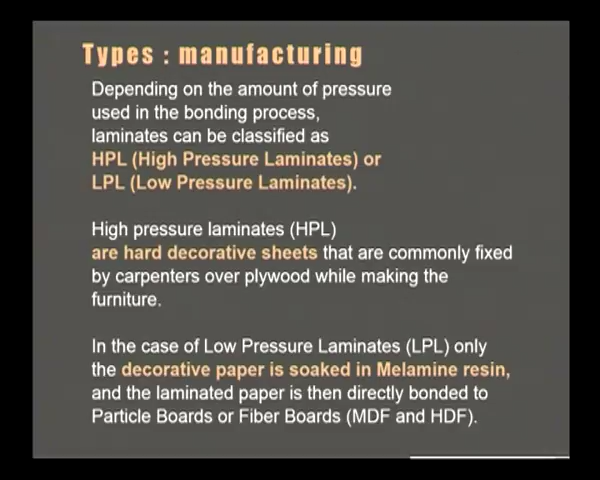 Types : manufacturing
Depending on the amount of pressure
used in the bonding process,
laminates can be classified as
HPL (High Pressure Laminates) or
LPL (Low Pressure Laminates).
High pressure laminates (HPL)
are hard decorative sheets that are commonly fixed
by carpenters over plywood while making the
furniture.
In the case of Low Pressure Laminates (LPL) only
the decorative paper is soaked in Melamine resin,
and the laminated paper is then directly bonded to
Particle Boards or Fiber Boards (MDF and HDF).